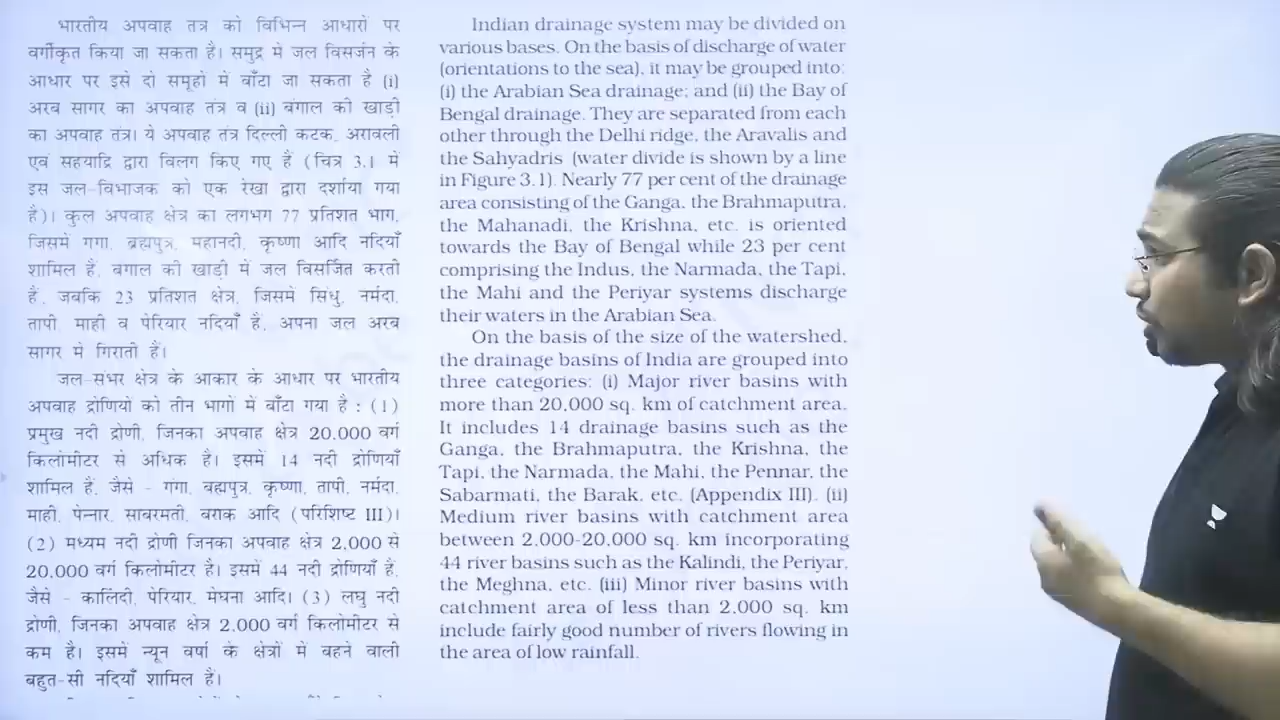 भारतीय अपवाह तंत्र को विभिन्न आधारों पर
वर्गीकृत किया जा सकता है। समुद्र में जल विसर्जन के
आधार पर इसे दो समूहों में बाँटा जा सकता है (i)
अरब सागर का अपवाह तंत्र व (ii) बंगाल की खाड़ी
का अपवाह तंत्र। ये अपवाह तंत्र दिल्ली कटक, अरावली
एवं सहयाद्रि द्वारा विलग किए गए हैं (चित्र 3.1 में
इस जल-विभाजक को एक रेखा द्वारा दर्शाया गया
है)। कुल अपवाह क्षेत्र का लगभग 77 प्रतिशत भाग,
जिसमें गंगा, ब्रह्मपुत्र, महानदी, कृष्णा आदि नदियाँ
शामिल हैं, बंगाल की खाड़ी में जल विसर्जित करती
हैं, जबकि 23 प्रतिशत क्षेत्र, जिसमें सिंधु, नर्मदा,
तापी, माही व पेरियार नदियाँ हैं, अपना जल अरब
सागर में गिराती हैं।
जल-संभर क्षेत्र के आकार के आधार पर भारतीय
अपवाह द्रोणियों को तीन भागों में बाँटा गया है : (1)
प्रमुख नदी द्रोणी, जिनका अपवाह क्षेत्र 20,000 वर्ग
किलोमीटर से अधिक है। इसमें 14 नदी द्रोणियाँ
शामिल हैं, जैसे - गंगा, बह्मपुत्र, कृष्णा, तापी, नर्मदा,
माही, पेन्नार, साबरमती, बराक आदि (परिशिष्ट III)।
(2) मध्यम नदी द्रोणी जिनका अपवाह क्षेत्र 2,000 से
20,000 वर्ग किलोमीटर है। इसमें 44 नदी द्रोणियाँ हैं,
जैसे - कालिंदी, पेरियार, मेघना आदि। (3) लघु नदी
द्रोणी, जिनका अपवाह क्षेत्र 2,000 वर्ग किलोमीटर से
कम है। इसमें न्यून वर्षा के क्षेत्रों में बहने वाली
बहुत-सी नदियाँ शामिल हैं।
Indian drainage system may be divided on
various bases. On the basis of discharge of water
(orientations to the sea), it may be grouped into:
(i) the Arabian Sea drainage; and (ii) the Bay of
Bengal drainage. They are separated from each
other through the Delhi ridge, the Aravalis and
the Sahyadris (water divide is shown by a line
in Figure 3.1). Nearly 77 per cent of the drainage
area consisting of the Ganga, the Brahmaputra,
the Mahanadi, the Krishna, etc. is oriented
towards the Bay of Bengal while 23 per cent
comprising the Indus, the Narmada, the Tapi,
the Mahi and the Periyar systems discharge
their waters in the Arabian Sea.
On the basis of the size of the watershed,
the drainage basins of India are grouped into
three categories: (i) Major river basins with
more than 20,000 sq. km of catchment area.
It includes 14 drainage basins such as the
Ganga, the Brahmaputra, the Krishna, the
Tapi, the Narmada, the Mahi, the Pennar, the
Sabarmati, the Barak, etc. (Appendix III). (ii)
Medium river basins with catchment area
between 2,000-20,000 sq. km incorporating
44 river basins such as the Kalindi, the Periyar,
the Meghna, etc. (iii) Minor river basins with
catchment area of less than 2,000 sq. km
include fairly good number of rivers flowing in
the area of low rainfall.